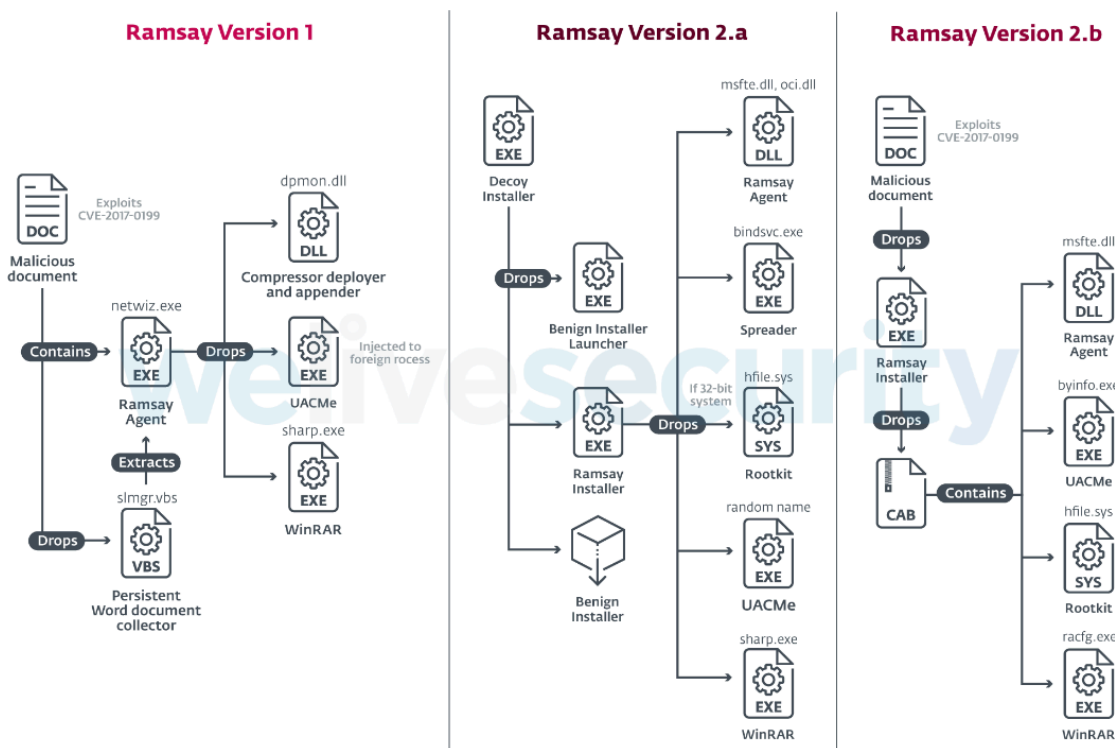 Ramsay Version 1
Exploits
CVE-2017-0199
DOC
Malicious
document
Contains
netwiz.exe
EXE
Ramsay
Agent
Extracts
slmgr.vbs
Drops
VBS
Persistent
Word document
collector
Drops
dpmon.dll
DLL
Compressor deployer
and appender
EXE
Injected to
foreign rocess
UACMe
sharp.exe
EXE
WinRAR
Ramsay Version 2.a
EXE
Decoy
Installer
Drops
EXE
Benign Installer
Launcher
EXE
Ramsay
Installer
Benign
Installer
If 32-bit
system
Drops
msfte.dll, oci.dll
DLL
Ramsay
Agent
bindsvc.exe
EXE
Spreader
hfile.sys
SYS
Rootkit
random name
EXE
UACMe
sharp.exe
EXE
WinRAR
Ramsay Version 2.b
DOC
Exploits
CVE-2017-0199
Malicious
document
Drops
EXE
Ramsay
Installer
Drops
CAB
Contains
msfte.dll
DLL
Ramsay
Agent
byinfo.exe
EXE
UACMe
hfile.sys
SYS
Rootkit
racfg.exe
EXE
WinRAR
welivesecurity